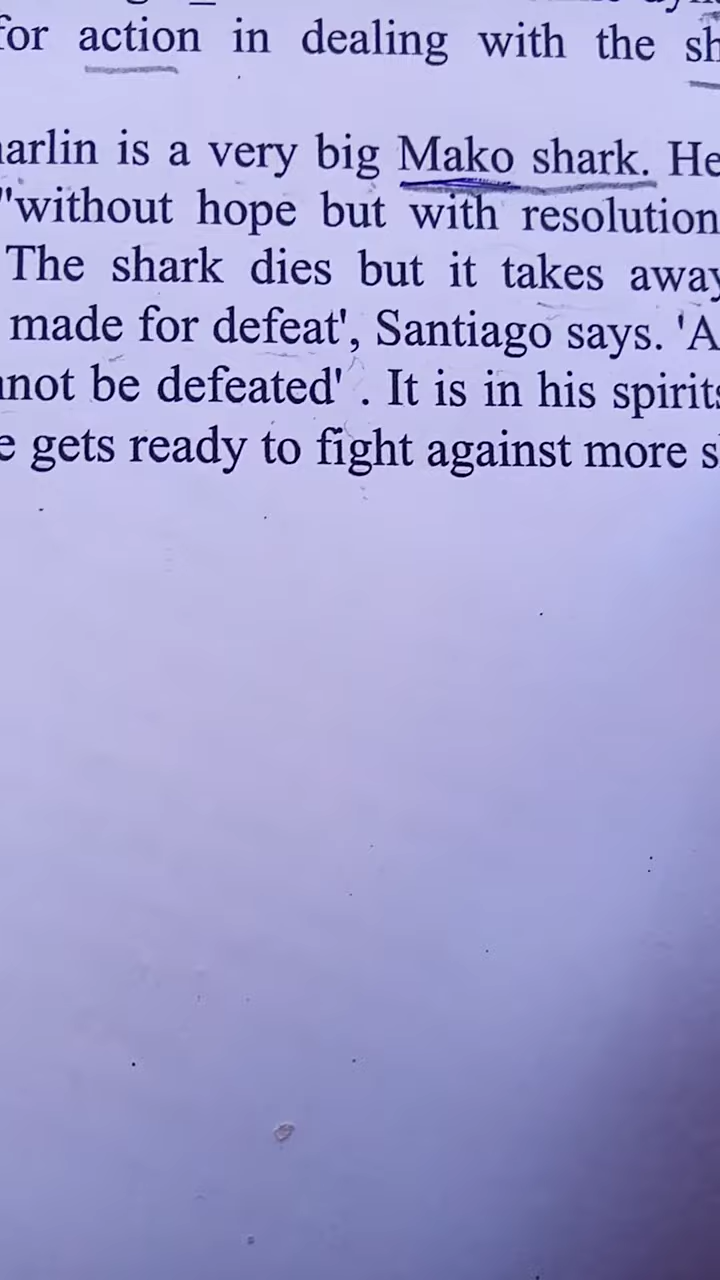 for action in dealing with the sh
arlin is a very big Mako shark. He
"without hope but with resolution
The shark dies but it takes away
made for defeat', Santiago says. 'A
not be defeated' . It is in his spirits
e gets ready to fight against more s